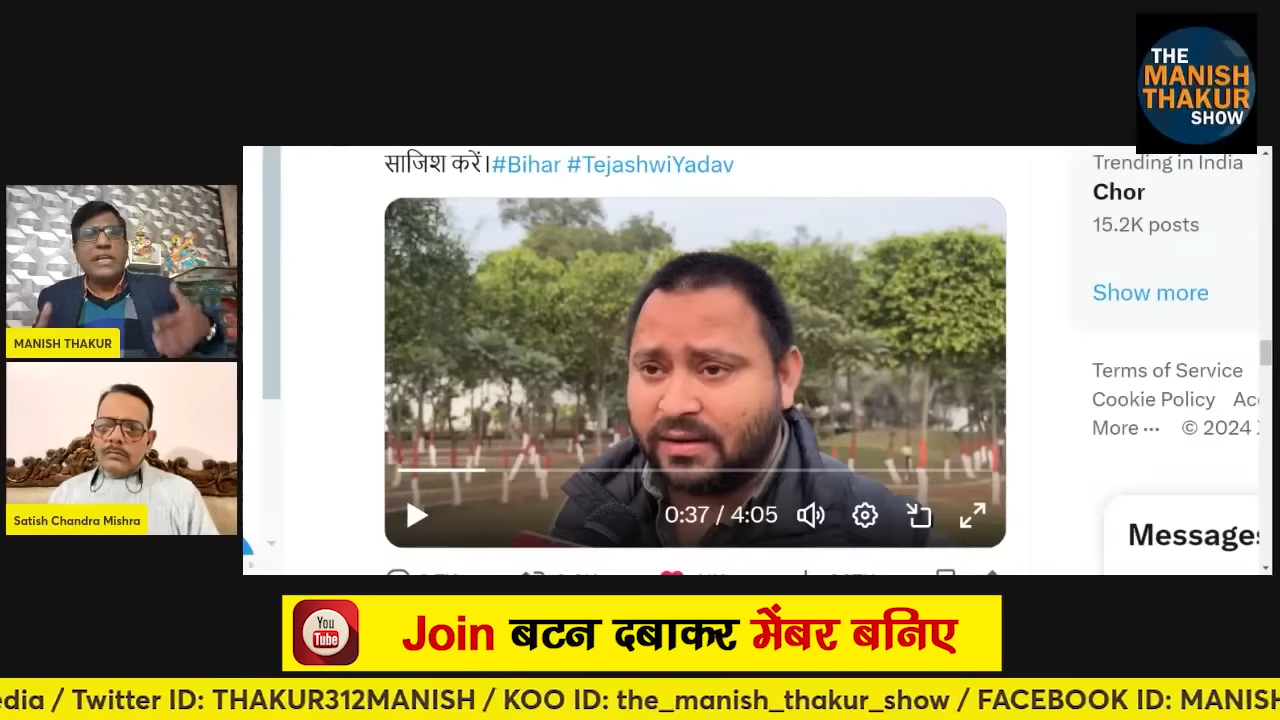 THE
MANISH
THAKUR
SHOW
साजिश करें।#Bihar #TejashwiYadav
Trending in India
Chor
15.2K posts
Show more
Terms of Service
Cookie Policy
More ··· © 2024
Messages
0:37 / 4:05
MANISH THAKUR
Satish Chandra Mishra
You
Tube
Join बटन दबाकर मेंबर बनिए
/ Twitter ID: THAKUR312MANISH / KOO ID: the_manish_thakur_show / FACEBOOK ID: MANISH